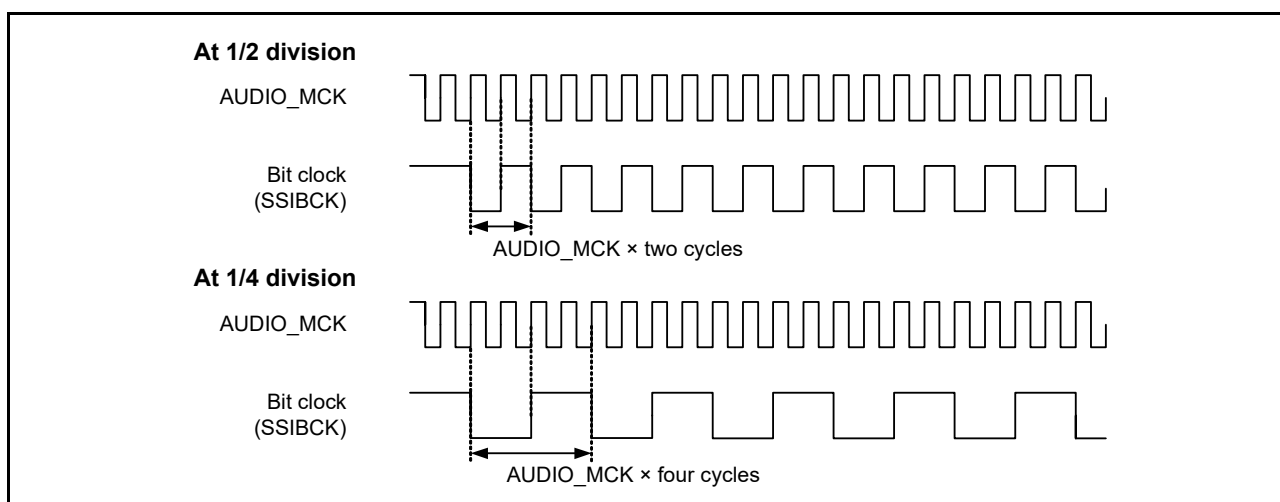 At 1/2 division
AUDIO_MCK
Bit clock
(SSIBCK)
AUDIO_MCK × two cycles
At 1/4 division
AUDIO_MCK
Bit clock
(SSIBCK)
AUDIO_MCK × four cycles